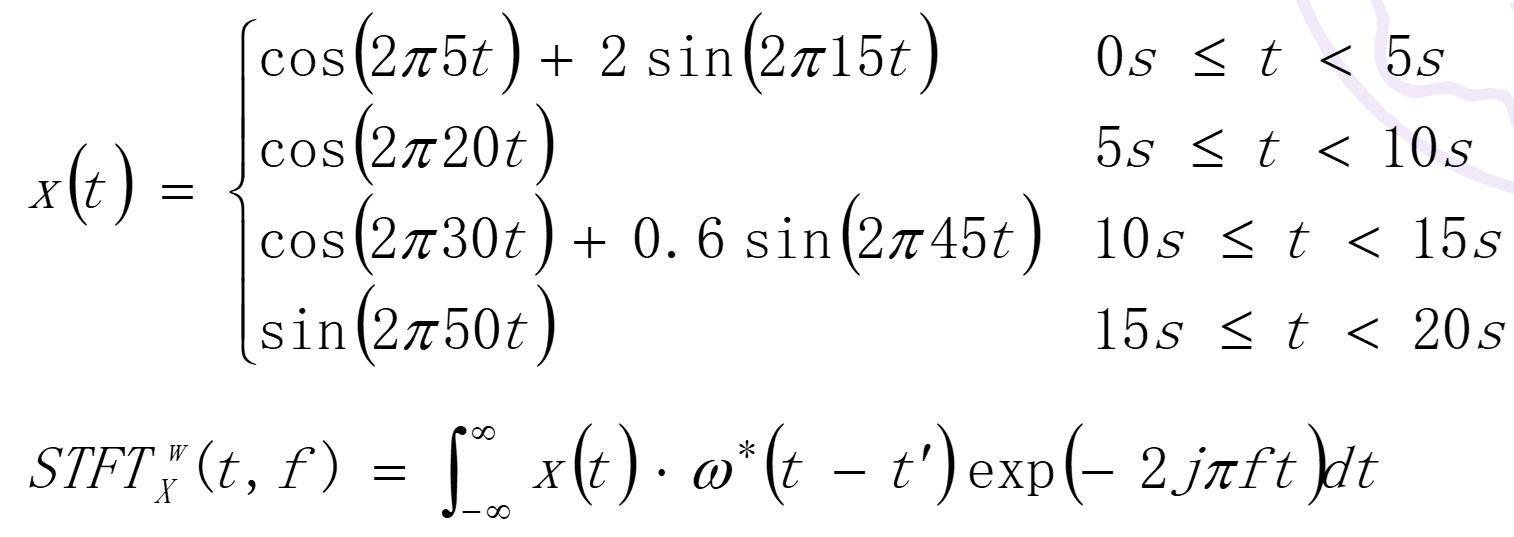 cos(2π5t) + 2 sin(2π15t) 0s ≤ t < 5s
cos(2π20t) 5s ≤ t < 10s
x(t) = {
cos(2π30t) + 0.6 sin(2π45t) 10s ≤ t < 15s
sin(2π50t) 15s ≤ t < 20s
STFT_X^w(t, f) = ∫_{-∞}^{∞} x(t) · ω*(t − t′) exp(− 2jπft)dt